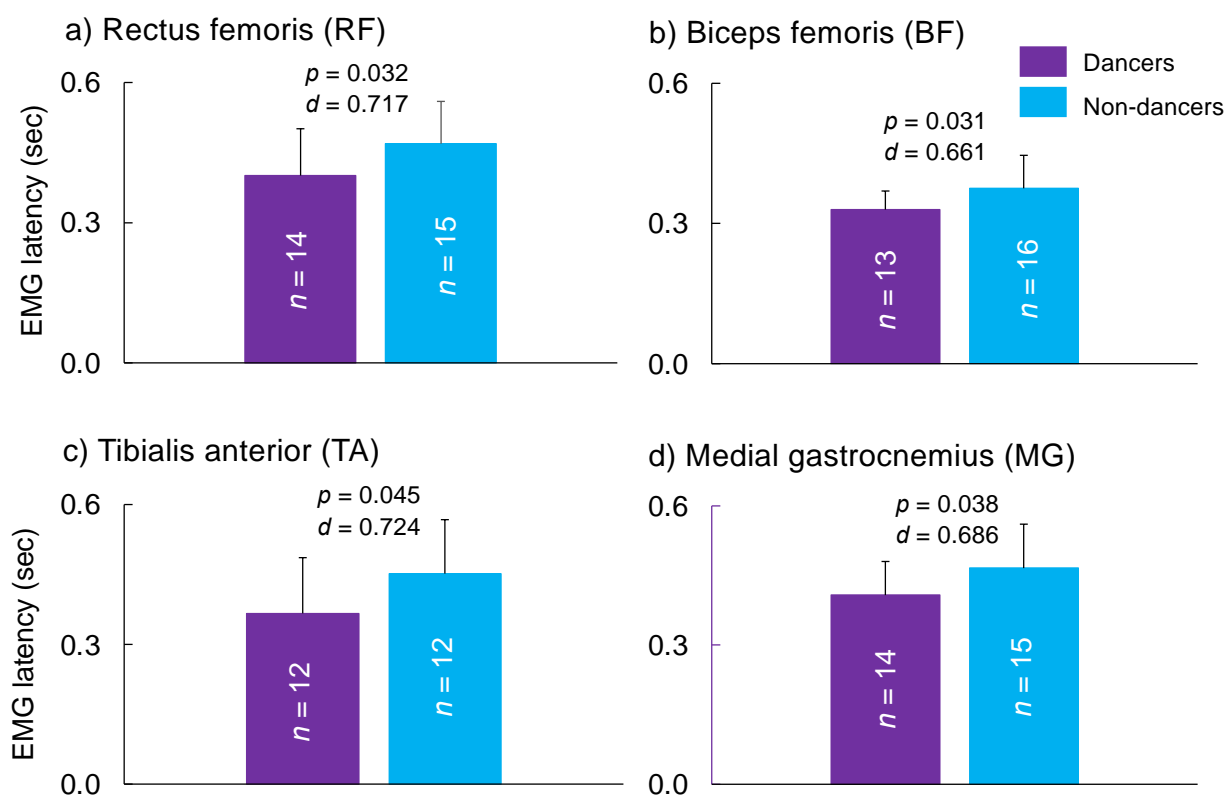 a) Rectus femoris (RF)
p = 0.032
d = 0.717
0.6
0.3
0.0
EMG latency (sec)
n = 14
n = 15
b) Biceps femoris (BF)
Dancers
Non-dancers
p = 0.031
d = 0.661
0.6
0.3
0.0
n = 13
n = 16
c) Tibialis anterior (TA)
p = 0.045
d = 0.724
0.6
0.3
0.0
EMG latency (sec)
n = 12
n = 12
d) Medial gastrocnemius (MG)
p = 0.038
d = 0.686
0.6
0.3
0.0
n = 14
n = 15